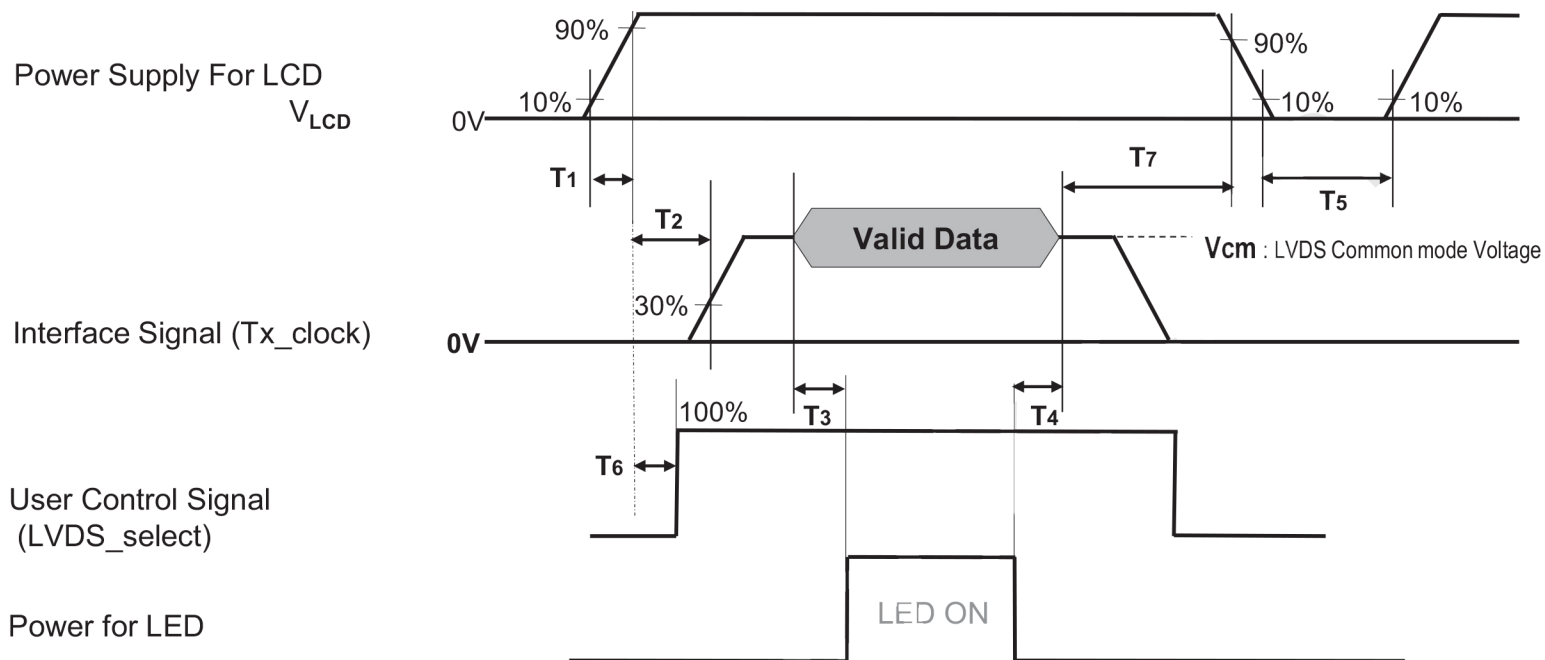 90%
90%
Power Supply For LCD
VLCD
10%
10%
10%
0V
T7
T1
T5
T2
Valid Data
Vcm : LVDS Common mode Voltage
30%
Interface Signal (Tx_clock)
0V
100%
T3
T4
T6
User Control Signal
(LVDS_select)
LED ON
Power for LED